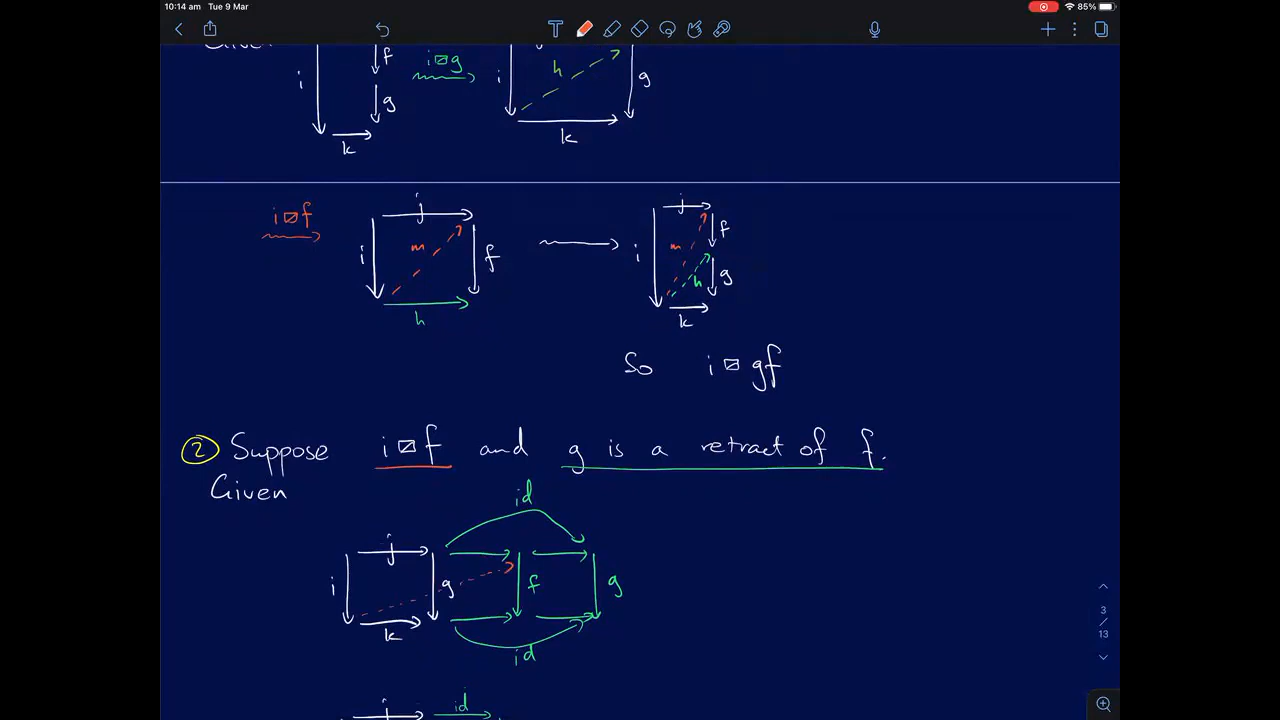 10:14 am Tue 9 Mar
85%
T
Given
i f i⧄g h i g g
k k
i⧄f j j
i m f i m f
h g
h k
So i⧄gf
② Suppose i⧄f and g is a retract of f.
Given id
j
i g f g
k
id
j id
3
/
13